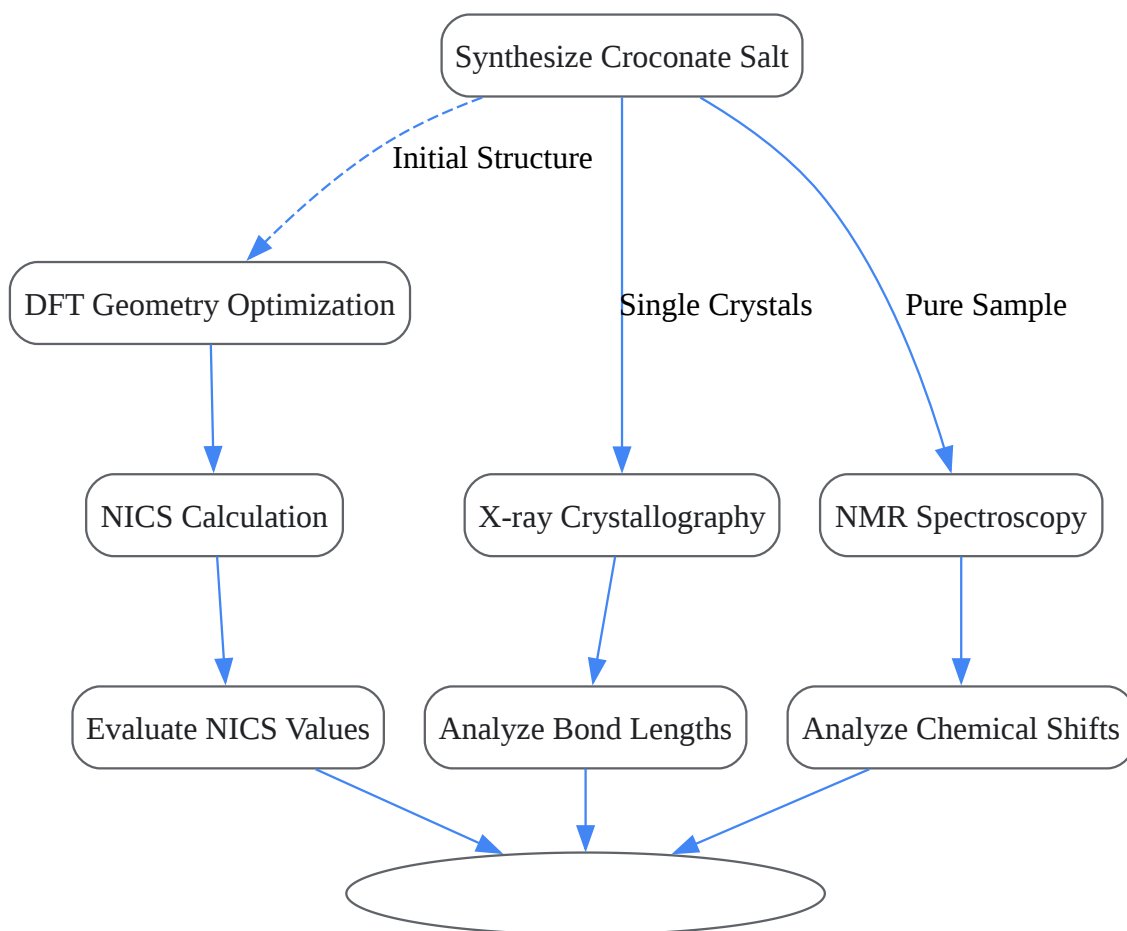 Synthesize Croconate Salt
Initial Structure
DFT Geometry Optimization
Single Crystals
Pure Sample
NICS Calculation
X-ray Crystallography
NMR Spectroscopy
Evaluate NICS Values
Analyze Bond Lengths
Analyze Chemical Shifts